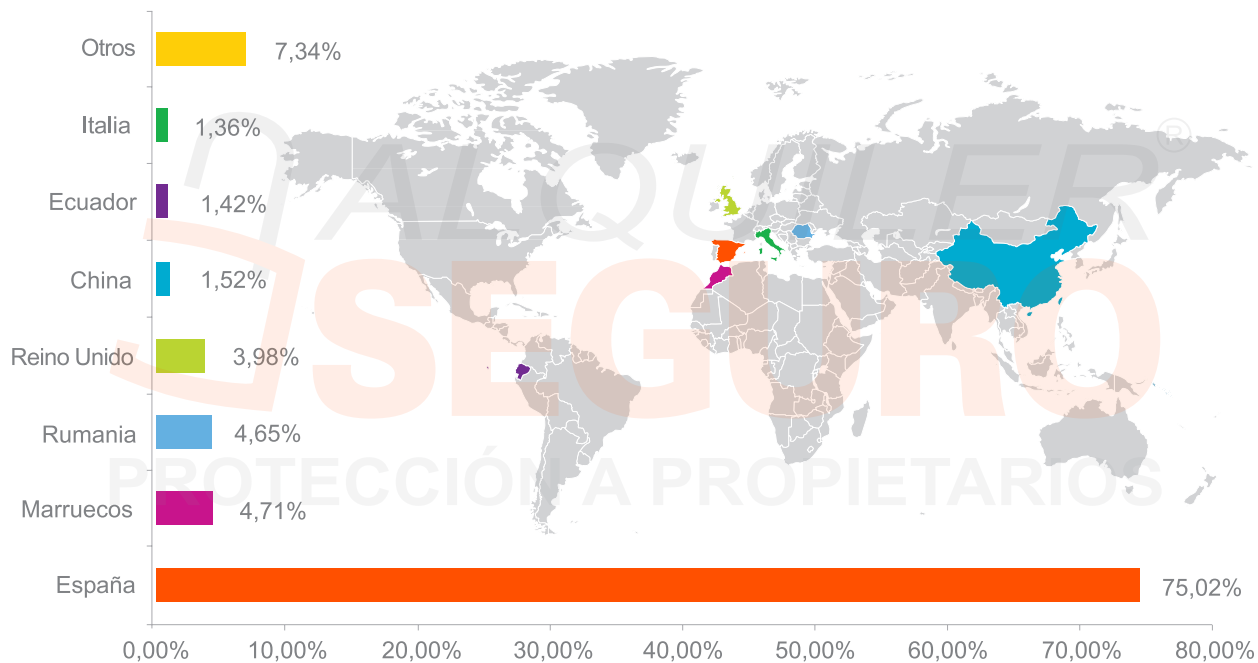 Otros 7,34%
Italia 1,36%
Ecuador 1,42%
China 1,52%
Reino Unido 3,98%
Rumania 4,65%
Marruecos 4,71%
España 75,02%
0,00% 10,00% 20,00% 30,00% 40,00% 50,00% 60,00% 70,00% 80,00%
ALQUILER ®
SEGURO
PROTECCIÓN A PROPIETARIOS